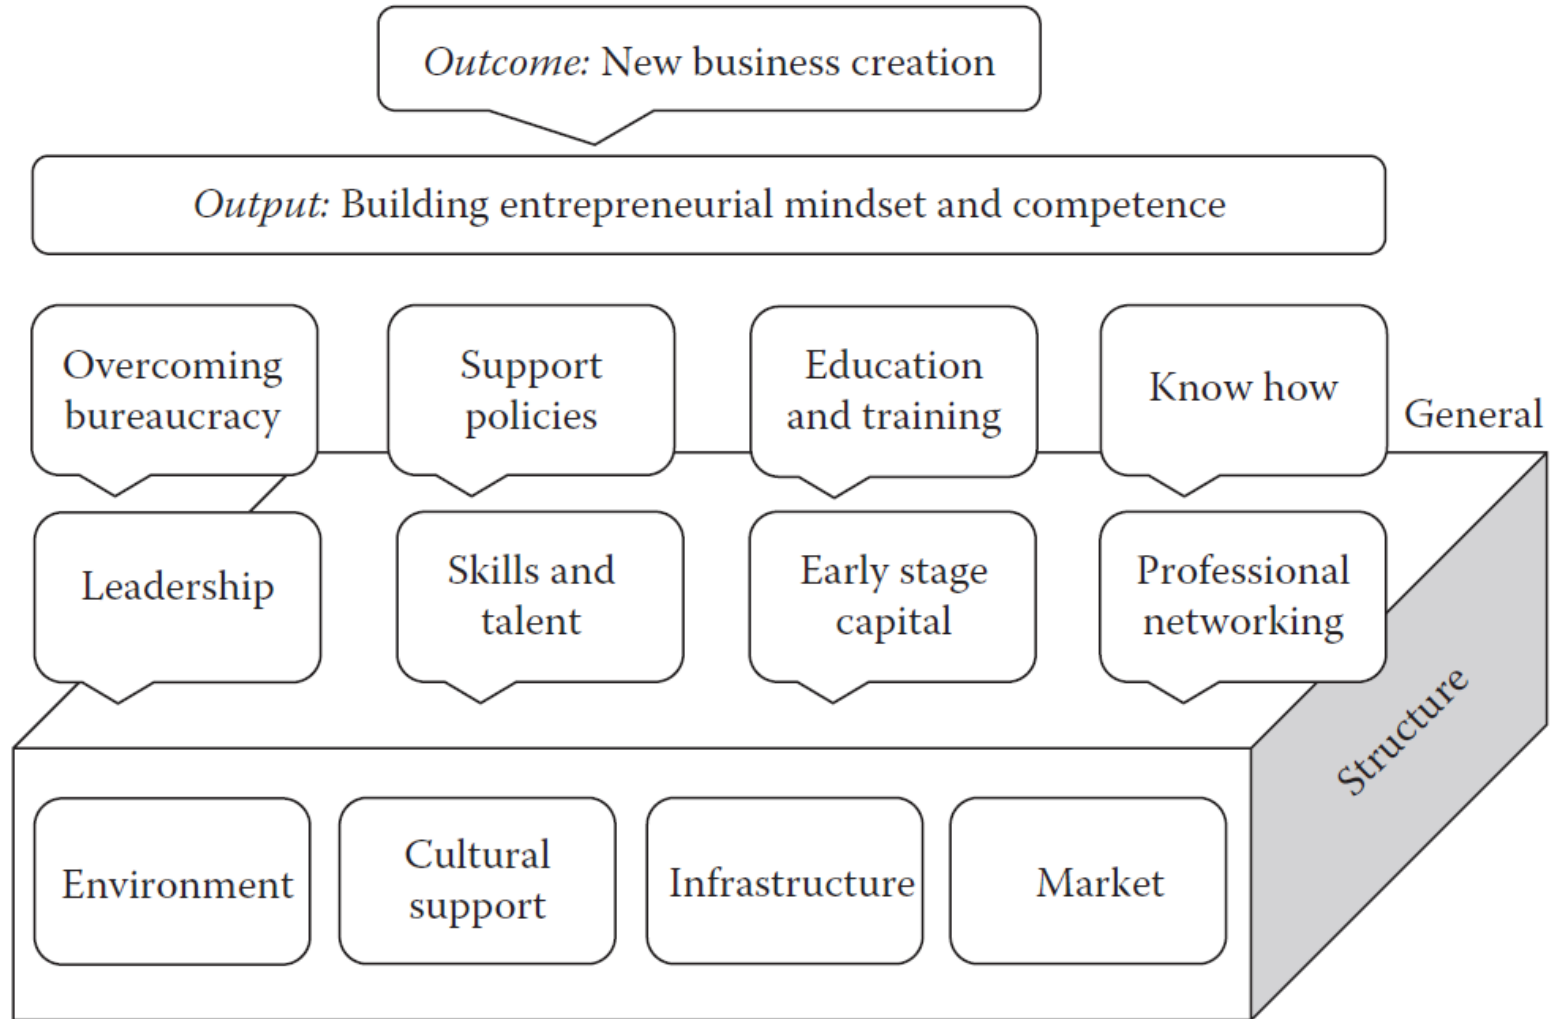 Outcome: New business creation
Output: Building entrepreneurial mindset and competence
Overcoming
bureaucracy
Support
policies
Education
and training
Know how
General
Leadership
Skills and
talent
Early stage
capital
Professional
networking
Structure
Environment
Cultural
support
Infrastructure
Market